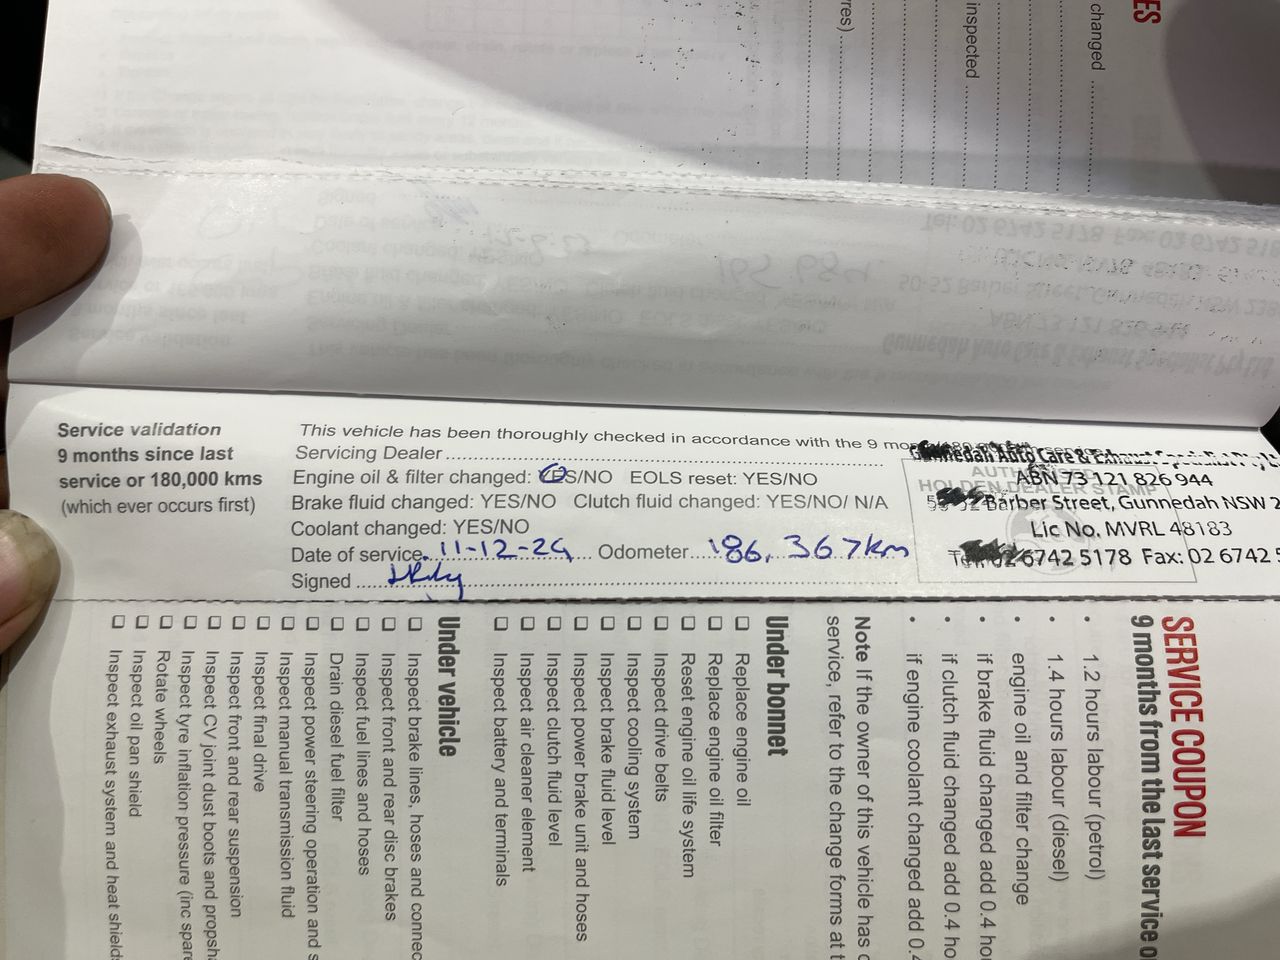 ES
changed
inspected
res)
Service validation
9 months since last
service or 180,000 kms
(which ever occurs first)
This vehicle has been thoroughly checked in accordance with the 9
Servicing Dealer
Engine oil & filter changed: YES/NO EOLS reset: YES/NO
Brake fluid changed: YES/NO Clutch fluid changed: YES/NO/ N/A
Coolant changed: YES/NO
Date of service 11-12-24 Odometer 186,367km
Signed
Gunnedah Auto Care & Exhaust
AUTHORISED
HOLDEN DEALER STAMP
ABN 73 121 826 944
Barber Street, Gunnedah NSW 2
Lic No. MVRL 48183
02 6742 5178 Fax: 02 6742 5
SERVICE COUPON
9 months from the last service o
• 1.2 hours labour (petrol)
• 1.4 hours labour (diesel)
• engine oil and filter change
• if brake fluid changed add 0.4 hou
• if clutch fluid changed add 0.4 ho
• if engine coolant changed add 0.4
Note If the owner of this vehicle has
service, refer to the change forms at t
Under bonnet
Replace engine oil
Replace engine oil filter
Reset engine oil life system
Inspect drive belts
Inspect cooling system
Inspect brake fluid level
Inspect power brake unit and hoses
Inspect clutch fluid level
Inspect air cleaner element
Inspect battery and terminals
Under vehicle
Inspect brake lines, hoses and connec
Inspect front and rear disc brakes
Inspect fuel lines and hoses
Drain diesel fuel filter
Inspect power steering operation and s
Inspect manual transmission fluid
Inspect final drive
Inspect front and rear suspension
Inspect CV joint dust boots and propsha
Inspect tyre inflation pressure (inc spare
Rotate wheels
Inspect oil pan shield
Inspect exhaust system and heat shields